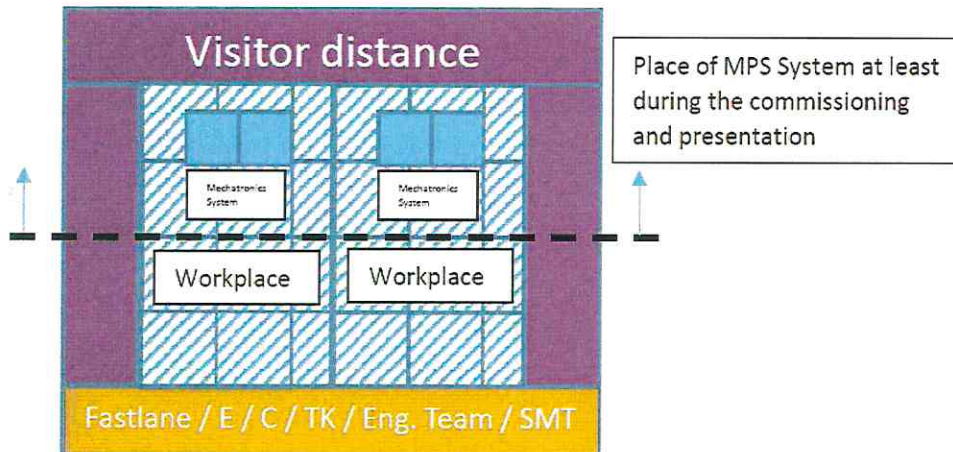 Visitor distance
Place of MPS System at least
during the commissioning
and presentation
Mechatronics
System
Mechatronics
System
Workplace
Workplace
Fastlane / E / C / TK / Eng. Team / SMT